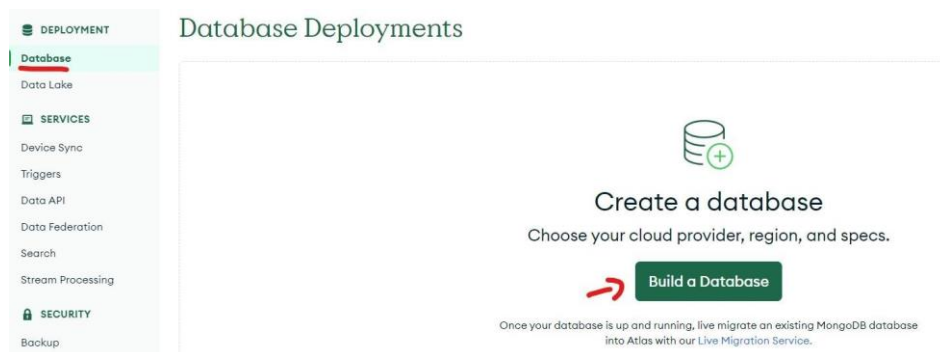 DEPLOYMENT
Database
Data Lake
SERVICES
Device Sync
Triggers
Data API
Data Federation
Search
Stream Processing
SECURITY
Backup
Database Deployments
Create a database
Choose your cloud provider, region, and specs.
Build a Database
Once your database is up and running, live migrate an existing MongoDB database
into Atlas with our Live Migration Service.